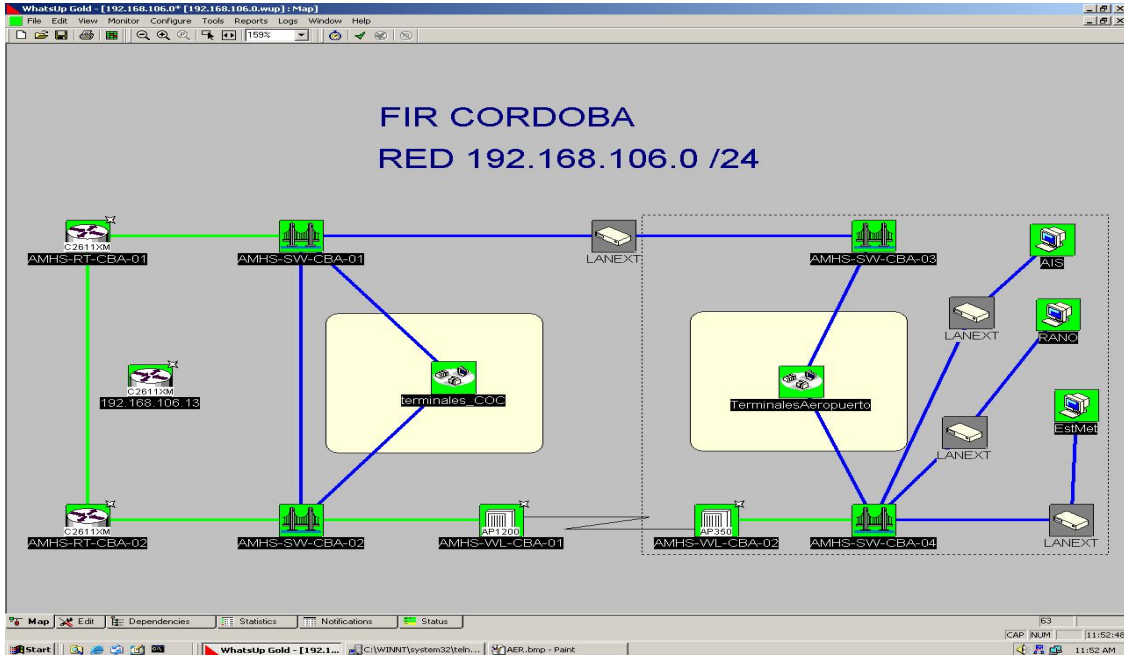 WhatsUp Gold - [192.168.106.0* [192.168.106.0.wup] : Map]
File Edit View Monitor Configure Tools Reports Logs Window Help
159%
FIR CORDOBA
RED 192.168.106.0 /24
C2611XM
AMHS-RT-CBA-01
AMHS-SW-CBA-01
LANEXT
AMHS-SW-CBA-03
AIS
LANEXT
RANO
C2611XM
192.168.106.13
terminales_COC
TerminalesAeropuerto
EstMet
LANEXT
C2611XM
AMHS-RT-CBA-02
AMHS-SW-CBA-02
AP1200
AMHS-WL-CBA-01
AP350
AMHS-WL-CBA-02
AMHS-SW-CBA-04
LANEXT
Map Edit Dependencies Statistics Notifications Status
63
CAP NUM 11:52:48
Start WhatsUp Gold - [192.1... C:\WINNT\system32\teln... AER.bmp - Paint 11:52 AM